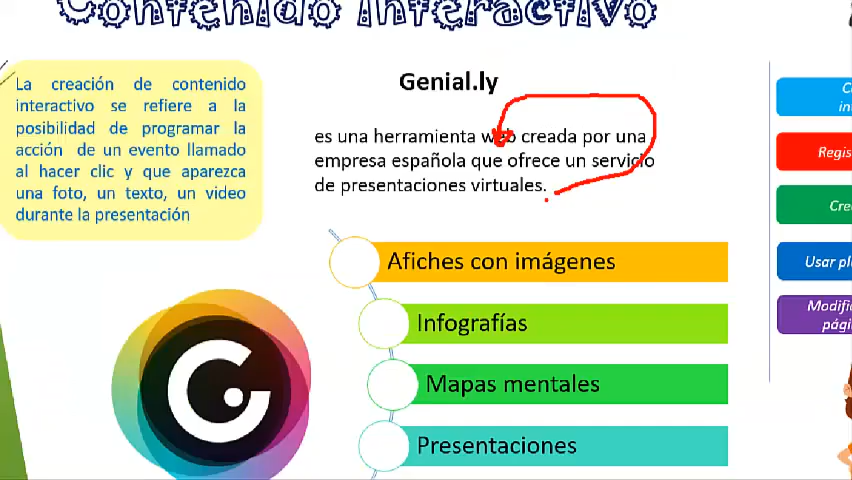 Contenido Interactivo
La creación de contenido
interactivo se refiere a la
posibilidad de programar la
acción de un evento llamado
al hacer clic y que aparezca
una foto, un texto, un video
durante la presentación
Genial.ly
es una herramienta web creada por una
empresa española que ofrece un servicio
de presentaciones virtuales.
Afiches con imágenes
Infografías
Mapas mentales
Presentaciones
Regis
Cre
Usar pl
Modific
pági